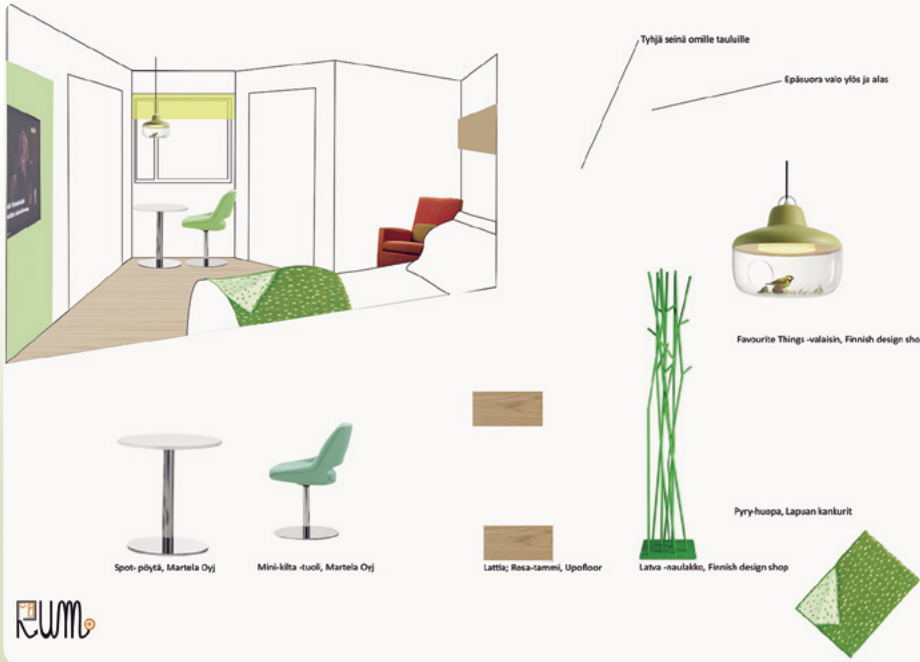 Tyhjä seinä omille tauluille
Epäsuora valo ylös ja alas
Favourite Things -valaisin, Finnish design sho
Pyry-huopa, Lapuan kankurit
Spot- pöytä, Martela Oyj
Mini-kilta -tuoli, Martela Oyj
Lattia; Rosa-tammi, Upofloor
Latva -naulakko, Finnish design shop
RUM